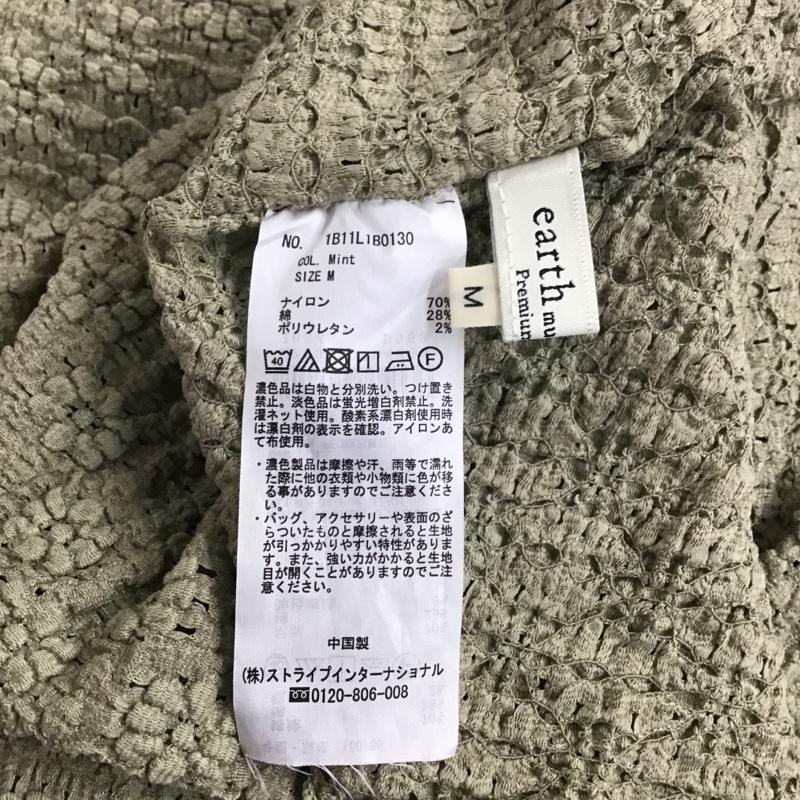 NO. 1B11L1B0130
COL. Mint
SIZE M
ナイロン 70%
綿 28%
ポリウレタン 2%
40 F
濃色品は白物と分別洗い。つけ置き
禁止。淡色品は蛍光増白剤禁止。洗
濯ネット使用。酸素系漂白剤使用時
は漂白剤の表示を確認。アイロンあ
て布使用。
・濃色製品は摩擦や汗、雨等で濡れ
た際に他の衣類や小物類に色が移
る事がありますのでご注意くださ
い。
・バッグ、アクセサリーや表面のざ
らついたものと摩擦されると生地
が引っかかりやすい特性がありま
す。また、強い力がかかると生地
目が開くことがありますのでご注
意ください。
中国製
(株)ストライプインターナショナル
0120-806-008
M
earth mu
Premium